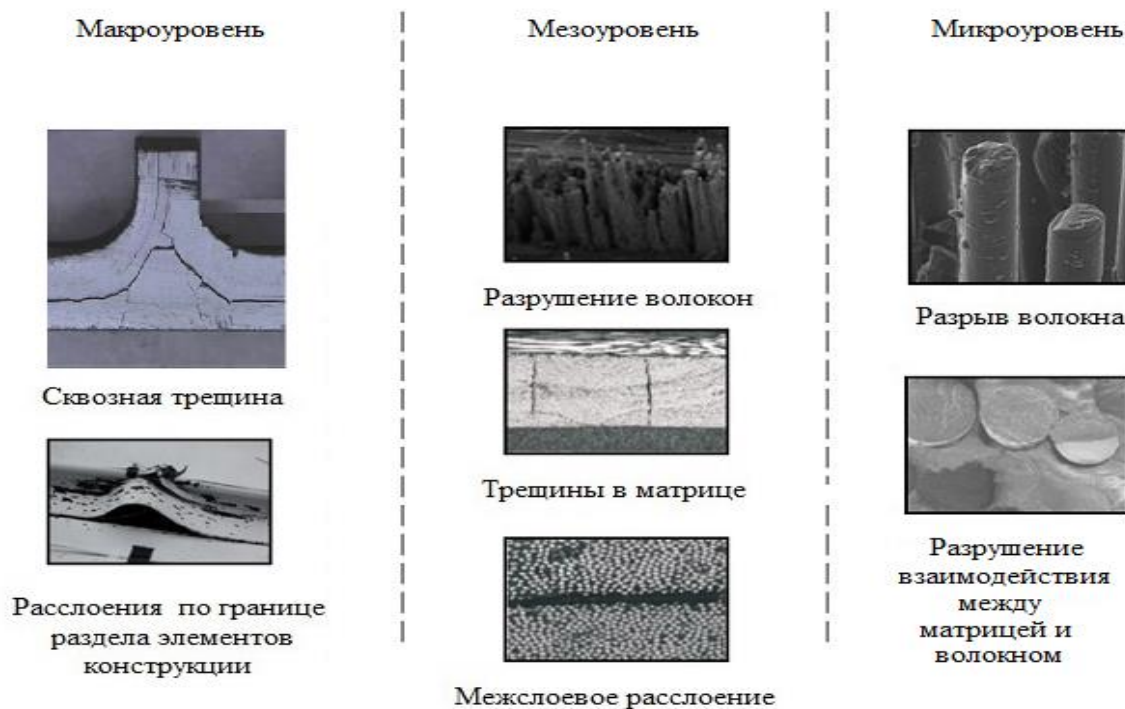 Макроуровень
Сквозная трещина
Расслоения по границе
раздела элементов
конструкции
Мезоуровень
Разрушение волокон
Трещины в матрице
Межслоевое расслоение
Микроуровень
Разрыв волокна
Разрушение
взаимодействия
между
матрицей и
волокном